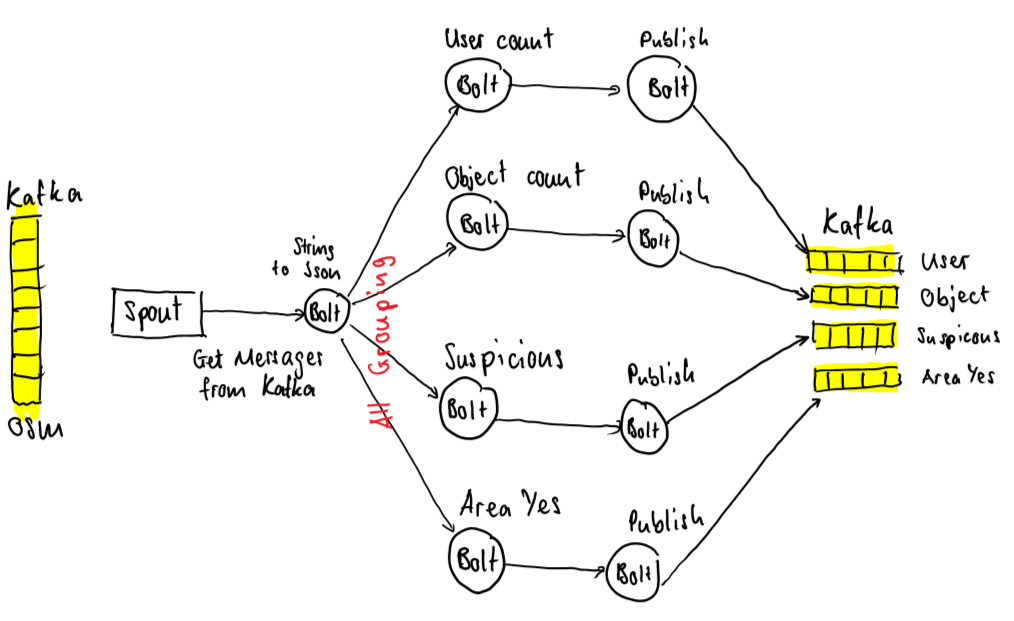 Kafka
OSM
Spout
Get Messages
from Kafka
String
to Json
Bolt
All Grouping
User count
Bolt
Publish
Bolt
Object count
Bolt
Publish
Bolt
Suspicious
Bolt
Publish
Bolt
Area Yes
Bolt
Publish
Bolt
Kafka
User
Object
Suspicous
Area Yes